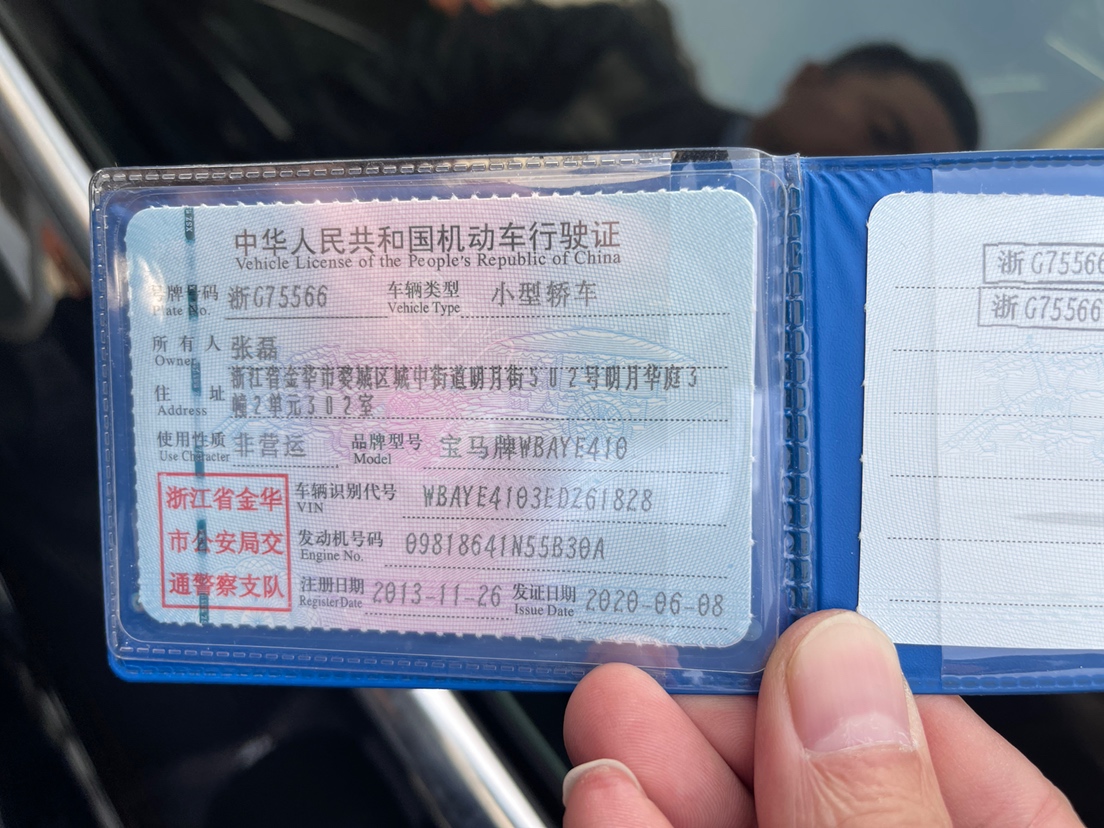 中华人民共和国机动车行驶证
Vehicle License of the People's Republic of China
号牌号码 浙G75566 车辆类型 小型轿车
Plate No. Vehicle Type
所有人 张磊
Owner
住址 浙江省金华市婺城区城中街道明月街502号明月华庭3
Address 幢2单元302室
使用性质 非营运 品牌型号 宝马牌WBAYE410
Use Character Model
车辆识别代号 WBAYE4103EDZ61828
VIN
发动机号码 09818641N55B30A
Engine No.
注册日期 2013-11-26 发证日期 2020-06-08
Register Date Issue Date
浙江省金华
市公安局交
通警察支队
浙G75566
浙G75566